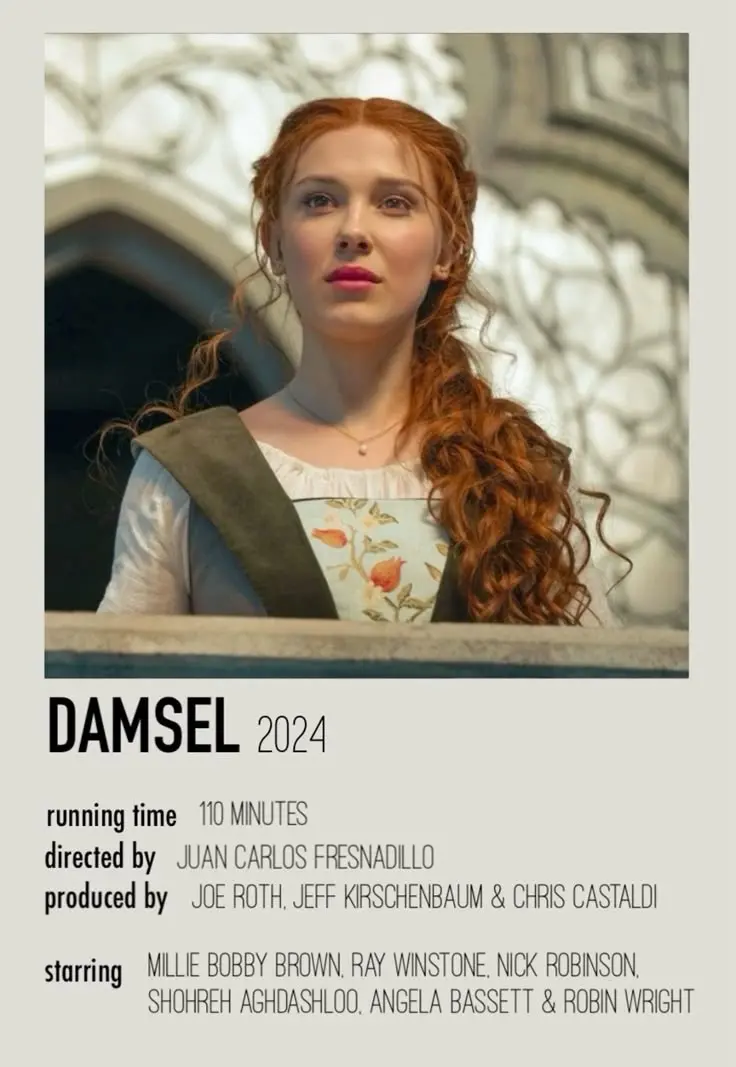 DAMSEL 2024
running time 110 MINUTES
directed by JUAN CARLOS FRESNADILLO
produced by JOE ROTH, JEFF KIRSCHENBAUM & CHRIS CASTALDI
starring MILLIE BOBBY BROWN, RAY WINSTONE, NICK ROBINSON,
SHOHREH AGHDASHLOO, ANGELA BASSETT & ROBIN WRIGHT